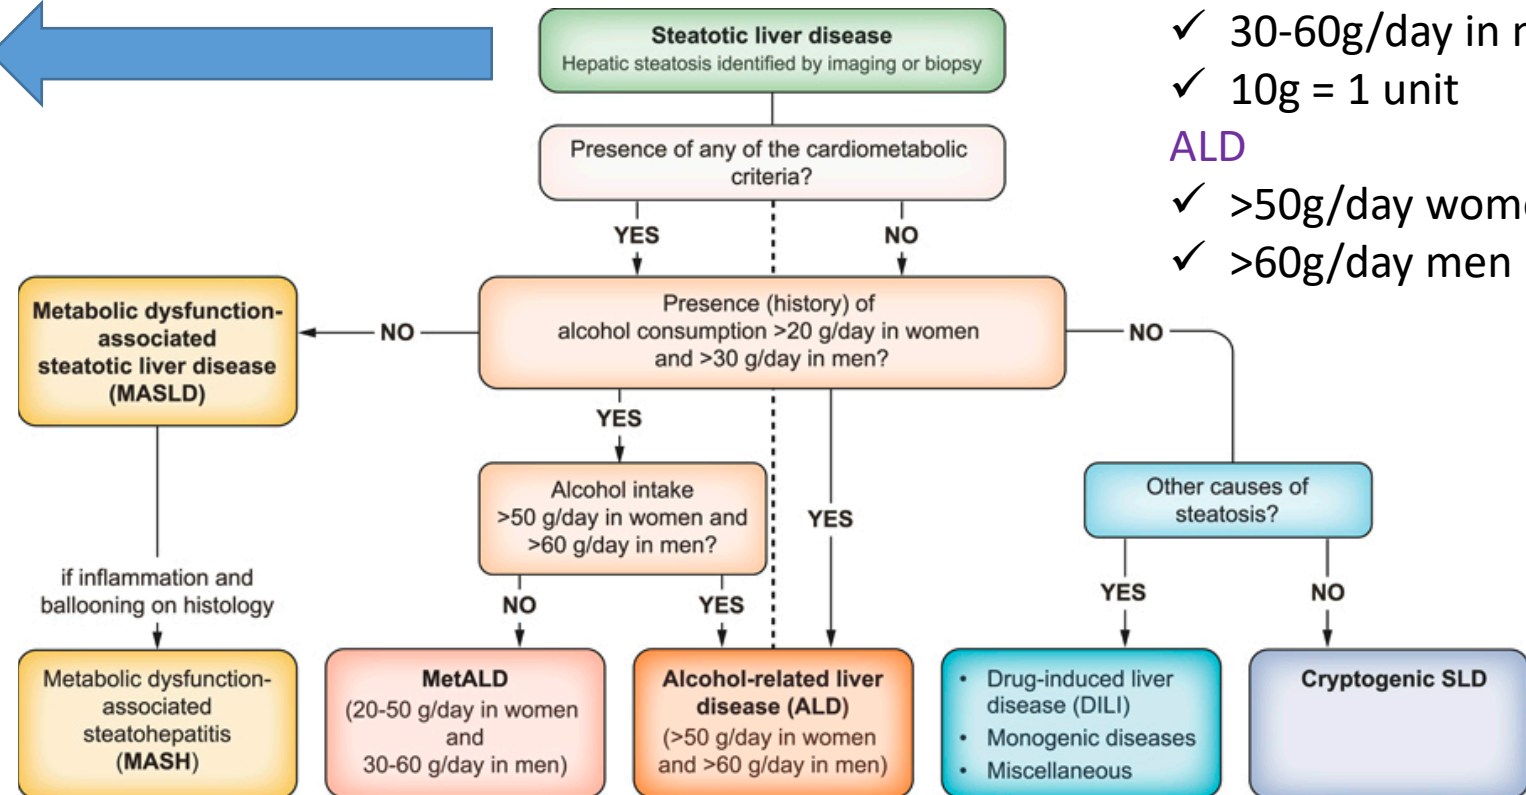 Steatotic liver disease
Hepatic steatosis identified by imaging or biopsy
Presence of any of the cardiometabolic
criteria?
YES
NO
Presence (history) of
alcohol consumption >20 g/day in women
and >30 g/day in men?
NO
NO
Metabolic dysfunction-
associated
steatotic liver disease
(MASLD)
YES
Alcohol intake
>50 g/day in women and
>60 g/day in men?
YES
Other causes of
steatosis?
if inflammation and
ballooning on histology
NO
YES
YES
NO
Metabolic dysfunction-
associated
steatohepatitis
(MASH)
MetALD
(20-50 g/day in women
and
30-60 g/day in men)
Alcohol-related liver
disease (ALD)
(>50 g/day in women
and >60 g/day in men)
• Drug-induced liver
disease (DILI)
• Monogenic diseases
• Miscellaneous
Cryptogenic SLD
✓ 30-60g/day in
✓ 10g = 1 unit
ALD
✓ >50g/day
✓ >60g/day men